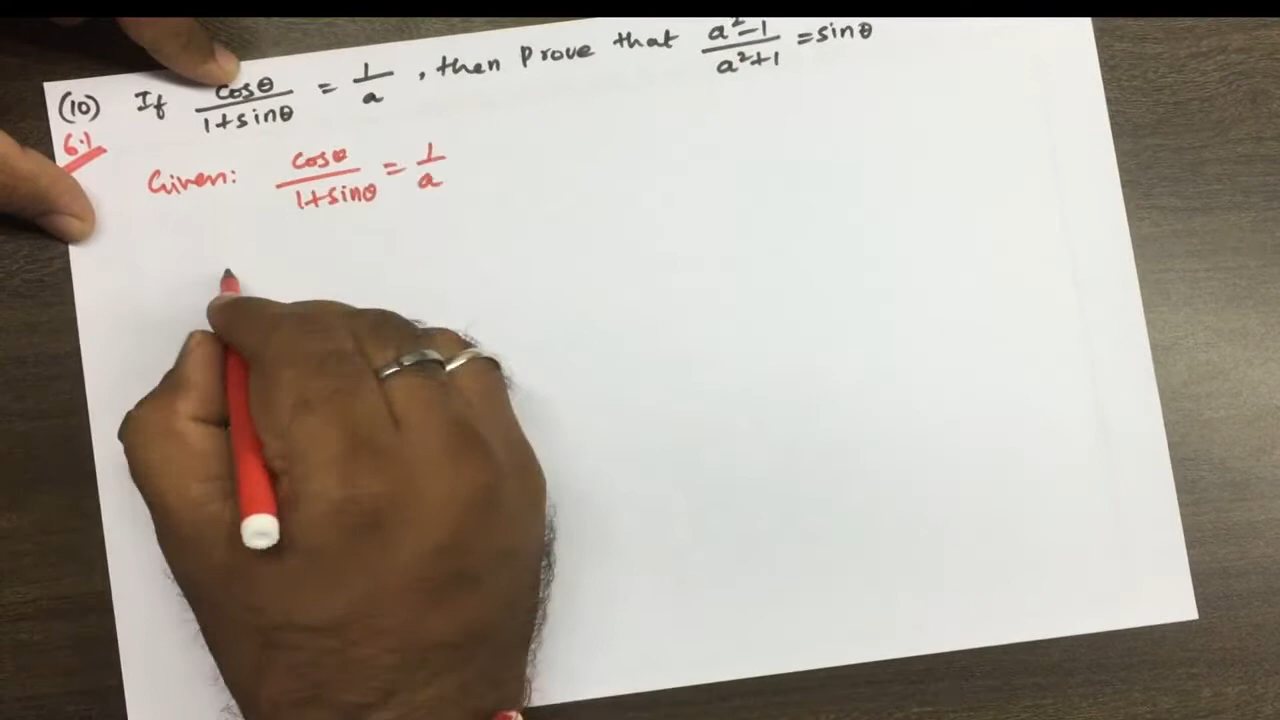 (10) If cosθ/1+sinθ = 1/a , then prove that a²-1/a²+1 = sinθ
6.1
Given: cosθ/1+sinθ = 1/a